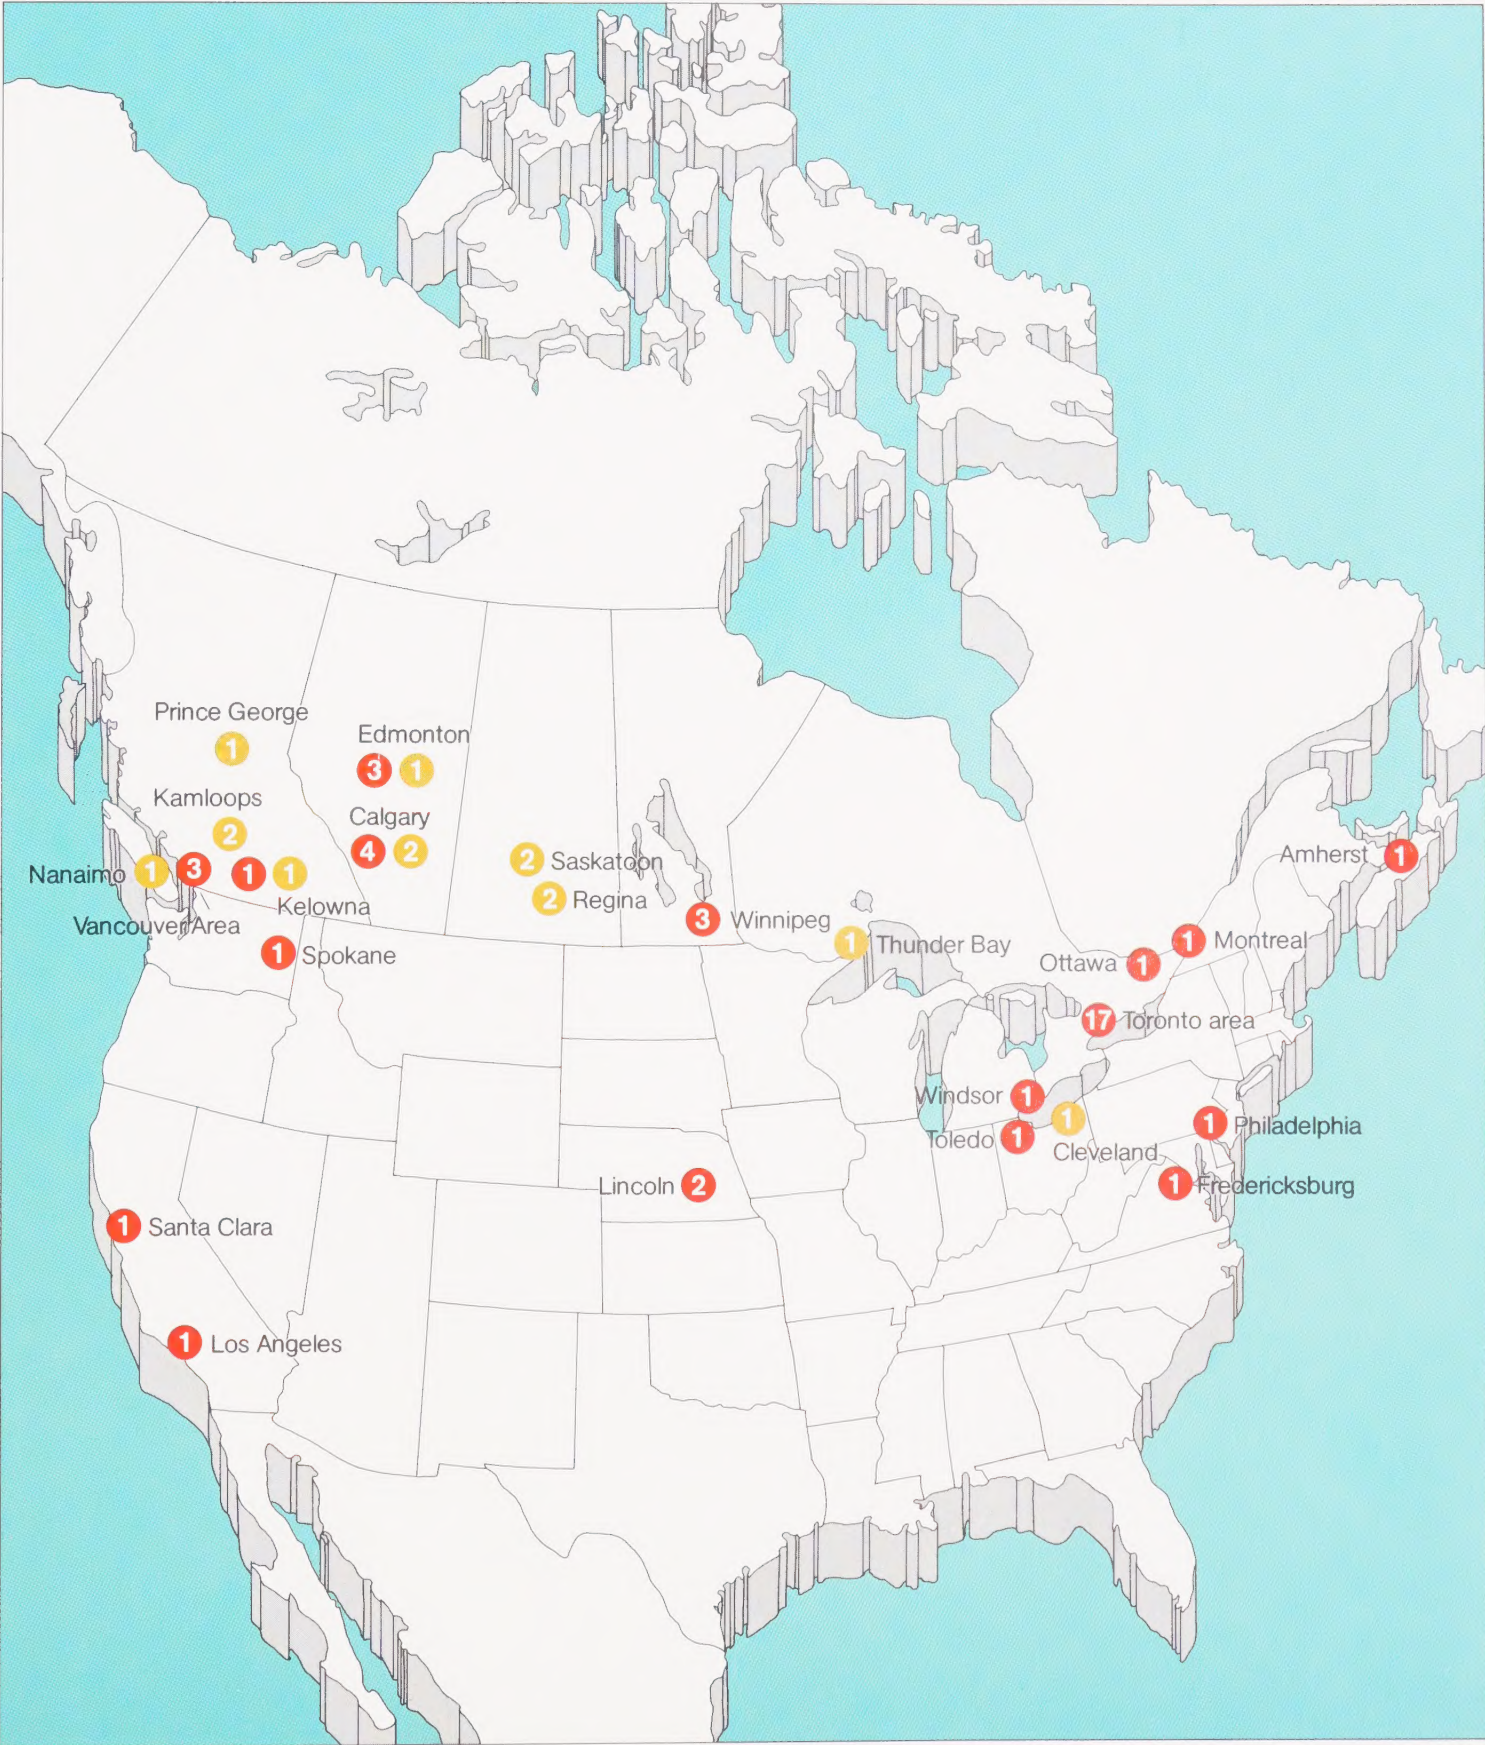 Prince George
1
Edmonton
3 1
Kamloops
2
Calgary
4 2
Nanaimo 1 3 1 1
Kelowna
Vancouver Area
2 Saskatoon
2 Regina
3 Winnipeg
1 Spokane
1 Thunder Bay
Amherst 1
1 Montreal
Ottawa 1
17 Toronto area
Windsor 1
1
Toledo 1
Cleveland
1 Philadelphia
Lincoln 2
1 Fredericksburg
1 Santa Clara
1 Los Angeles